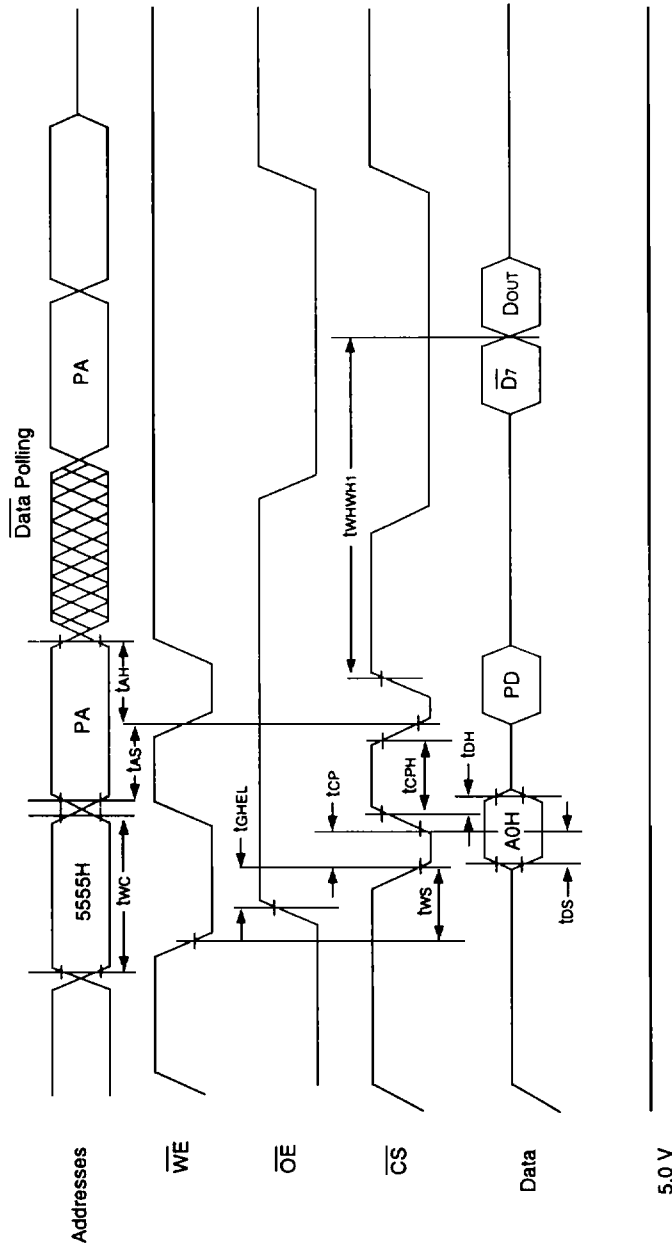 Data Polling
Addresses
5555H
PA
PA
tWC
tAS
tAH
WE
OE
tGHEL
CS
tWS
tCP
tCPH
tWHWH1
tDH
Data
A0H
PD
D7
DOUT
tDS
5.0 V